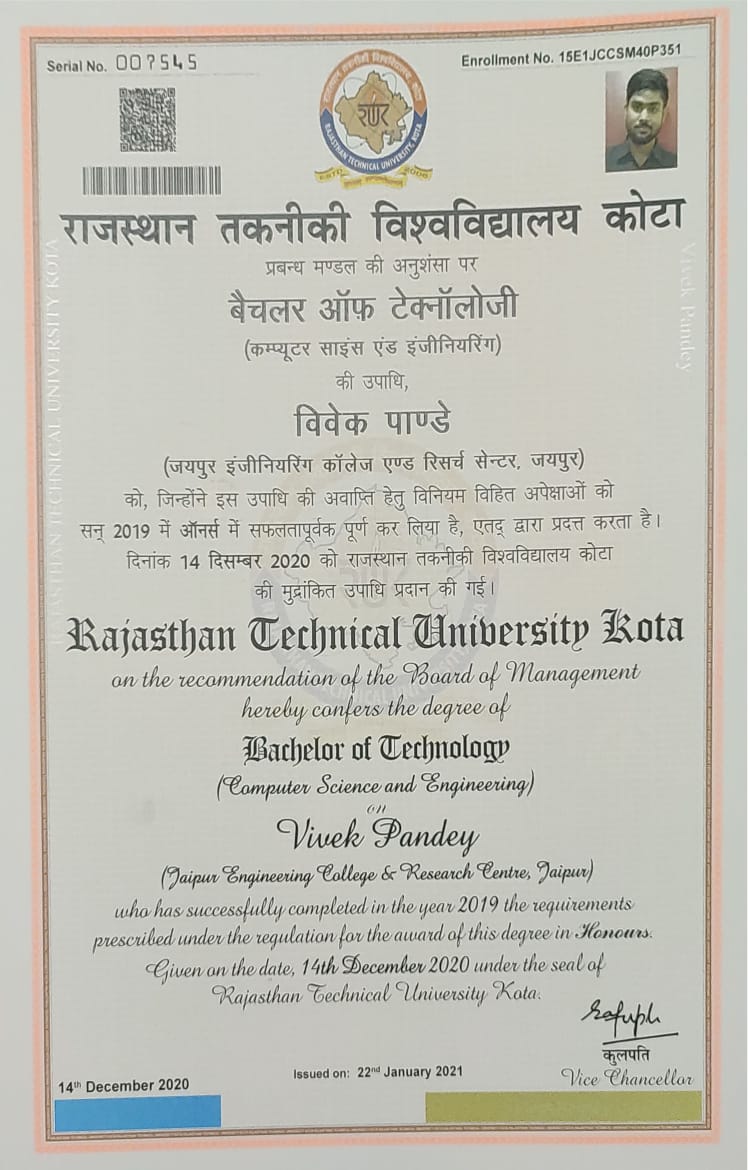 Serial No. 007545
Enrollment No. 15E1JCCSM40P351
राजस्थान तकनीकी विश्वविद्यालय, कोटा
RAJASTHAN TECHNICAL UNIVERSITY, KOTA
ESTD 2006
राजस्थान तकनीकी विश्वविद्यालय कोटा
प्रबन्ध मण्डल की अनुशंसा पर
बैचलर ऑफ़ टेक्नॉलोजी
(कम्प्यूटर साइंस एंड इंजीनियरिंग)
की उपाधि,
विवेक पाण्डे
(जयपुर इंजीनियरिंग कॉलेज एण्ड रिसर्च सेन्टर, जयपुर)
को, जिन्होंने इस उपाधि की अवाप्ति हेतु विनियम विहित अपेक्षाओं को
सन् 2019 में ऑनर्स में सफलतापूर्वक पूर्ण कर लिया है, एतद् द्वारा प्रदत्त करता है।
दिनांक 14 दिसम्बर 2020 को राजस्थान तकनीकी विश्वविद्यालय कोटा
की मुद्रांकित उपाधि प्रदान की गई।
Rajasthan Technical University Kota
on the recommendation of the Board of Management
hereby confers the degree of
Bachelor of Technology
(Computer Science and Engineering)
on
Vivek Pandey
(Jaipur Engineering College & Research Centre, Jaipur)
who has successfully completed in the year 2019 the requirements
prescribed under the regulation for the award of this degree in Honours.
Given on the date, 14th December 2020 under the seal of
Rajasthan Technical University Kota.
कुलपति
Vice Chancellor
14th December 2020
Issued on: 22nd January 2021
RAJASTHAN TECHNICAL UNIVERSITY KOTA
Vivek Pandey